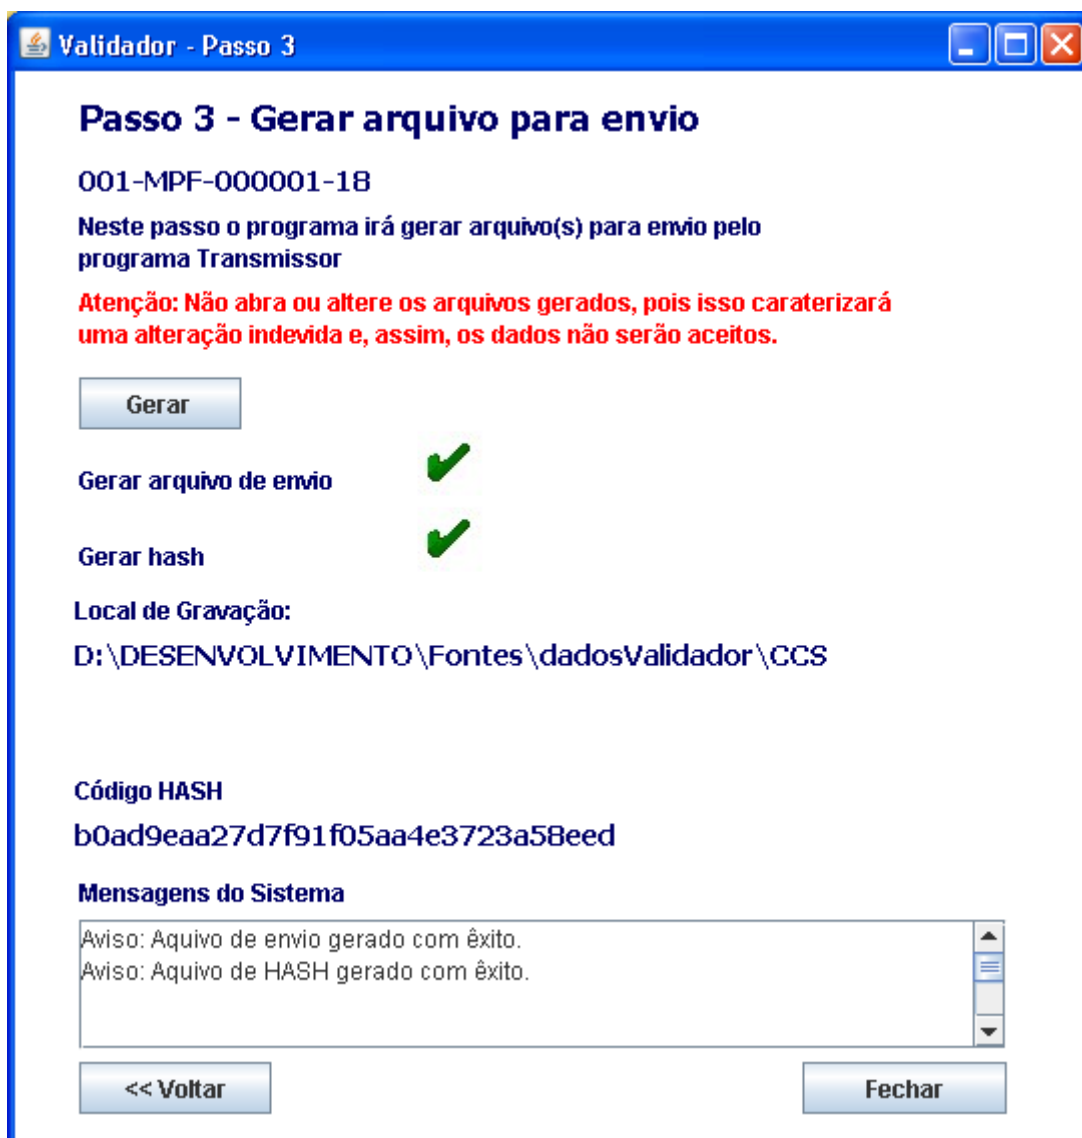 Validador - Passo 3
Passo 3 - Gerar arquivo para envio
001-MPF-000001-18
Neste passo o programa irá gerar arquivo(s) para envio pelo
programa Transmissor
Atenção: Não abra ou altere os arquivos gerados, pois isso caraterizará
uma alteração indevida e, assim, os dados não serão aceitos.
Gerar
Gerar arquivo de envio
Gerar hash
Local de Gravação:
D:\DESENVOLVIMENTO\Fontes\dadosValidador\CCS
Código HASH
b0ad9eaa27d7f91f05aa4e3723a58eed
Mensagens do Sistema
Aviso: Aquivo de envio gerado com êxito.
Aviso: Aquivo de HASH gerado com êxito.
<< Voltar
Fechar